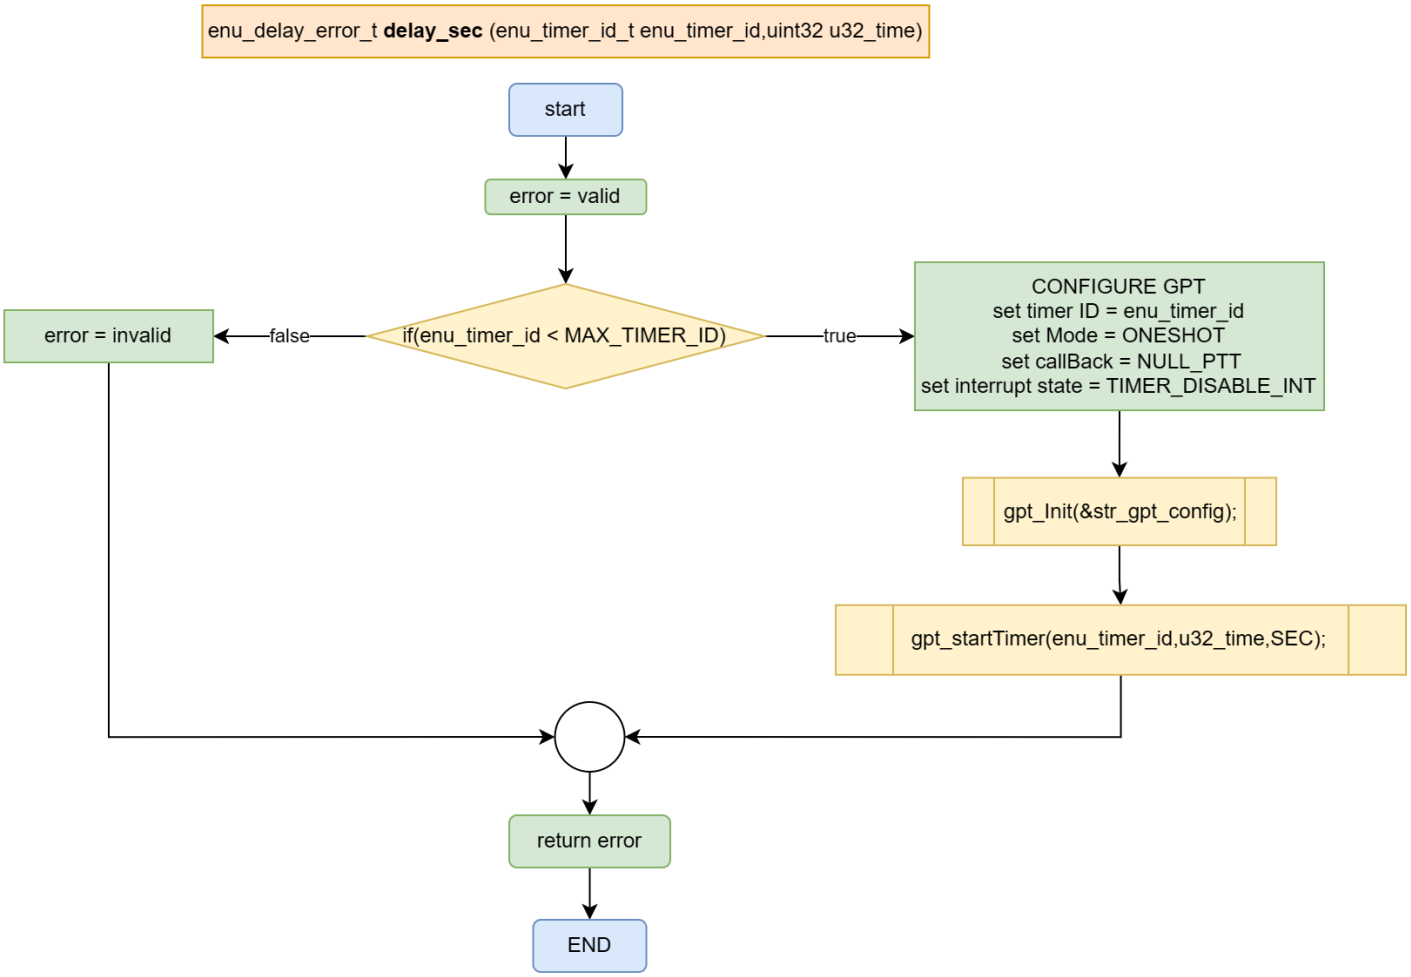 enu_delay_error_t delay_sec (enu_timer_id_t enu_timer_id,uint32 u32_time)
start
error = valid
if(enu_timer_id < MAX_TIMER_ID)
false
true
error = invalid
CONFIGURE GPT
set timer ID = enu_timer_id
set Mode = ONESHOT
set callBack = NULL_PTT
set interrupt state = TIMER_DISABLE_INT
gpt_Init(&str_gpt_config);
gpt_startTimer(enu_timer_id,u32_time,SEC);
return error
END